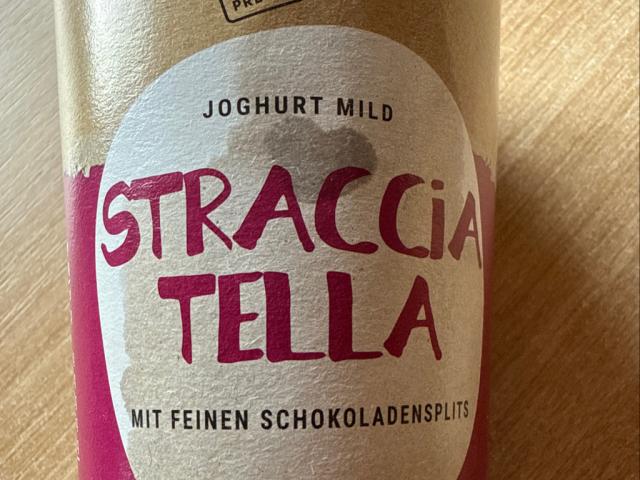 JOGHURT MILD
STRACCiA
TELLA
MIT FEINEN SCHOKOLADENSPLITS